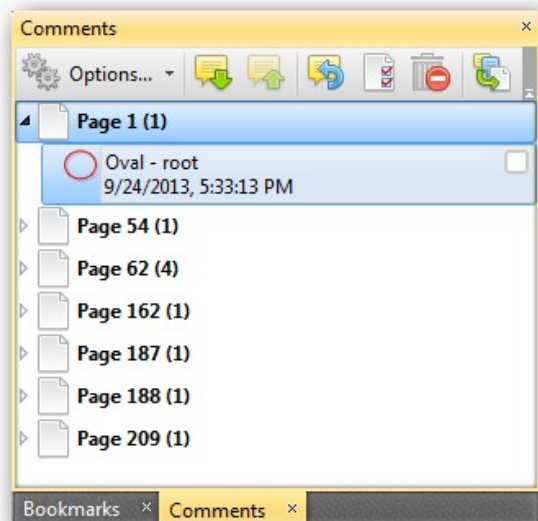 Comments
Options...
Page 1 (1)
Oval - root
9/24/2013, 5:33:13 PM
Page 54 (1)
Page 62 (4)
Page 162 (1)
Page 187 (1)
Page 188 (1)
Page 209 (1)
Bookmarks Comments